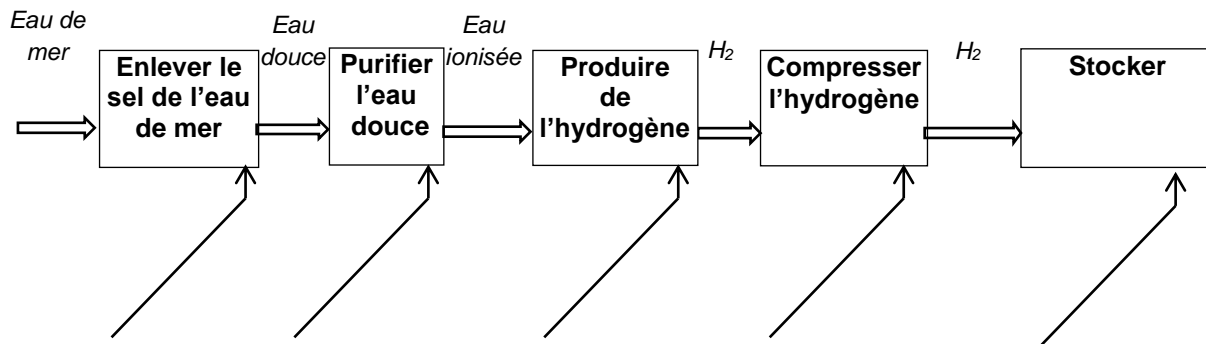 Eau de
mer
Enlever le
sel de l’eau
de mer
Eau
douce
Purifier
l’eau
douce
Eau
ionisée
Produire
de
l’hydrogène
H2
Compresser
l’hydrogène
H2
Stocker